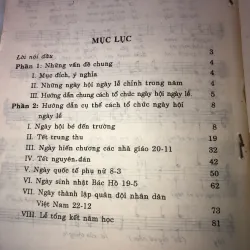 MỤC LỤC
Lời nói đầu 3
Phần 1: Những vấn đề chung 4
I. Mục đích, ý nghĩa 4
II. Những ngày hội ngày lễ chính trong năm 4
III. Hướng dẫn chung cách tổ chức ngày hội ngày lễ. 5
Phần 2: Hướng dẫn cụ thể cách tổ chức ngày hội
ngày lễ 8
I. Ngày hội bé đến trường 8
II. Tết trung thu 19
III. Ngày hiến chương các nhà giáo 20-11 32
IV. Tết nguyên đán 42
V. Ngày quốc tế phụ nữ 8-3 50
VI. Ngày sinh nhật Bác Hồ 19-5 62
VII. Ngày thành lập quân đội nhân dân
Việt Nam 22-12 73
VIII. Lễ tổng kết năm học 81